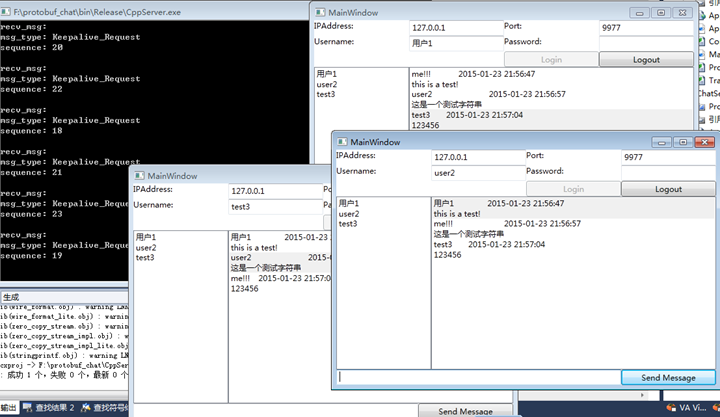 F:\protobuf_chat\bin\Release\CppServer.exe
recv_msg:
msg_type: Keepalive_Request
sequence: 20
recv_msg:
msg_type: Keepalive_Request
sequence: 22
recv_msg:
msg_type: Keepalive_Request
sequence: 18
recv_msg:
msg_type: Keepalive_Request
sequence: 21
recv_msg:
msg_type: Keepalive_Request
sequence: 23
recv_msg:
msg_type: Keepalive_Request
sequence: 19
MainWindow
IPAddress: 127.0.0.1 Port: 9977
Username: 用户1 Password:
Login Logout
用户1
user2
test3
me!!! 2015-01-23 21:56:47
this is a test!
user2 2015-01-23 21:56:57
这是一个测试字符串
test3 2015-01-23 21:57:04
123456
MainWindow
IPAddress: 127.0.0.1 Port: 9977
Username: user2 Password:
Login Logout
用户1
user2
test3
用户1 2015-01-23 21:56:47
this is a test!
me!!! 2015-01-23 21:56:57
这是一个测试字符串
test3 2015-01-23 21:57:04
123456
Send Message
MainWindow
IPAddress: 127.0.0.1 Po
Username: test3 Pa
用户1
user2
test3
用户1 2015-01-23 2
this is a test!
user2 2015-0
这是一个测试字符串
me!!! 2015-01-23 21:57:0
123456
Send Message
生成
ib(wire_format.obj) : warning LN
ib(wire_format_lite.obj) : warn
ib(zero_copy_stream.obj) : warn
ib(zero_copy_stream_impl.obj) :
ib(zero_copy_stream_impl_lite.ob
ib(stringprintf.obj) : warning LN
cxproj -> F:\protobuf_chat\CppSer
: 成功 1 个，失败 0 个，最新 0 个
输出 查找结果 2 查找符号结
引用
Ap
Ap
Co
Ma
Pro
Tra
ChatSer
Pro
引用
VA Vi...